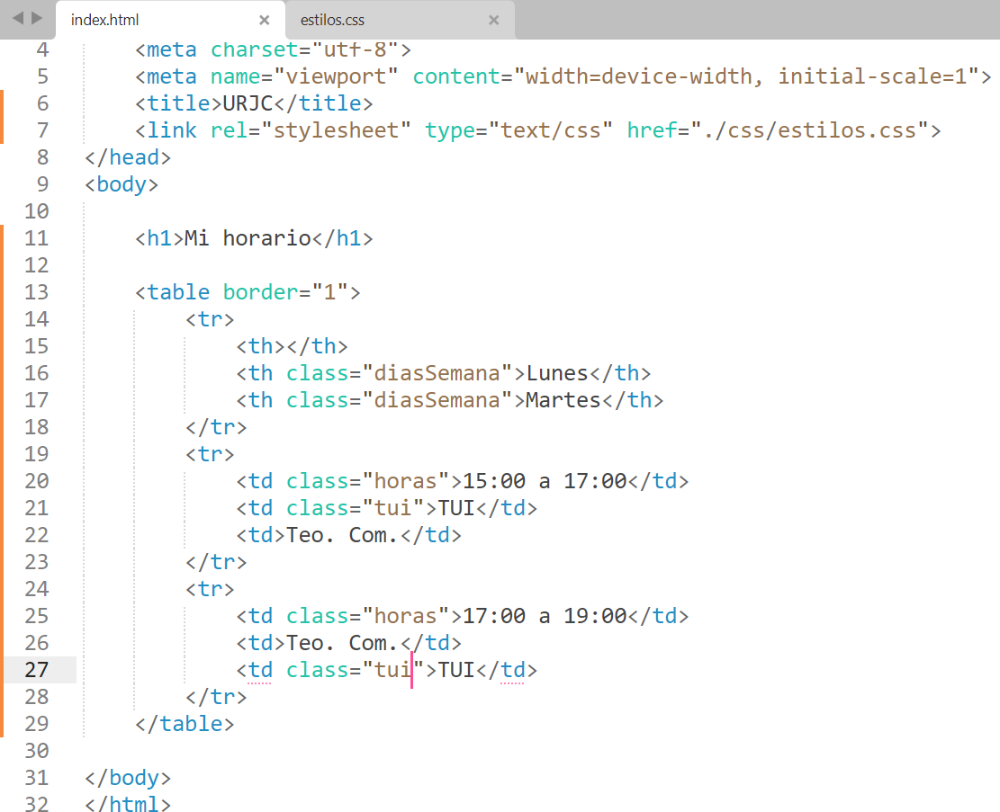 index.html × estilos.css ×
4 <meta charset="utf-8">
5 <meta name="viewport" content="width=device-width, initial-scale=1">
6 <title>URJC</title>
7 <link rel="stylesheet" type="text/css" href="./css/estilos.css">
8 </head>
9 <body>
10
11 <h1>Mi horario</h1>
12
13 <table border="1">
14 <tr>
15 <th></th>
16 <th class="diasSemana">Lunes</th>
17 <th class="diasSemana">Martes</th>
18 </tr>
19 <tr>
20 <td class="horas">15:00 a 17:00</td>
21 <td class="tui">TUI</td>
22 <td>Teo. Com.</td>
23 </tr>
24 <tr>
25 <td class="horas">17:00 a 19:00</td>
26 <td>Teo. Com.</td>
27 <td class="tui">TUI</td>
28 </tr>
29 </table>
30
31 </body>
32 </html>